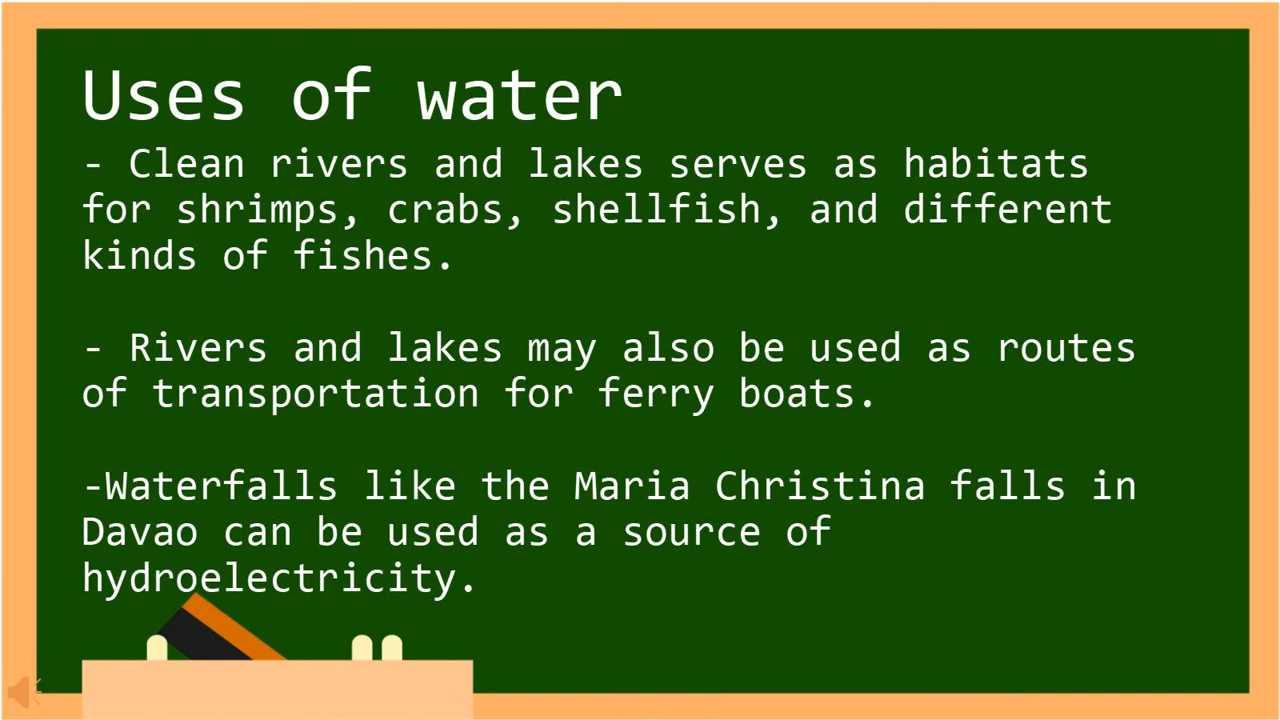 Uses of water
- Clean rivers and lakes serves as habitats
for shrimps, crabs, shellfish, and different
kinds of fishes.
- Rivers and lakes may also be used as routes
of transportation for ferry boats.
-Waterfalls like the Maria Christina falls in
Davao can be used as a source of
hydroelectricity.